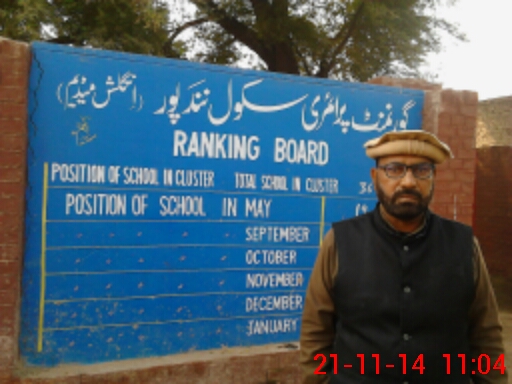 گورنمنٹ پرائمری سکول نندپور (انگلش میڈیم)
RANKING BOARD
POSITION OF SCHOOL IN CLUSTER TOTAL SCHOOL IN CLUSTER 36
POSITION OF SCHOOL IN MAY
" " " SEPTEMBER
" " " OCTOBER
" " " NOVEMBER
" " " DECEMBER
" " " JANUARY
21-11-14 11:04